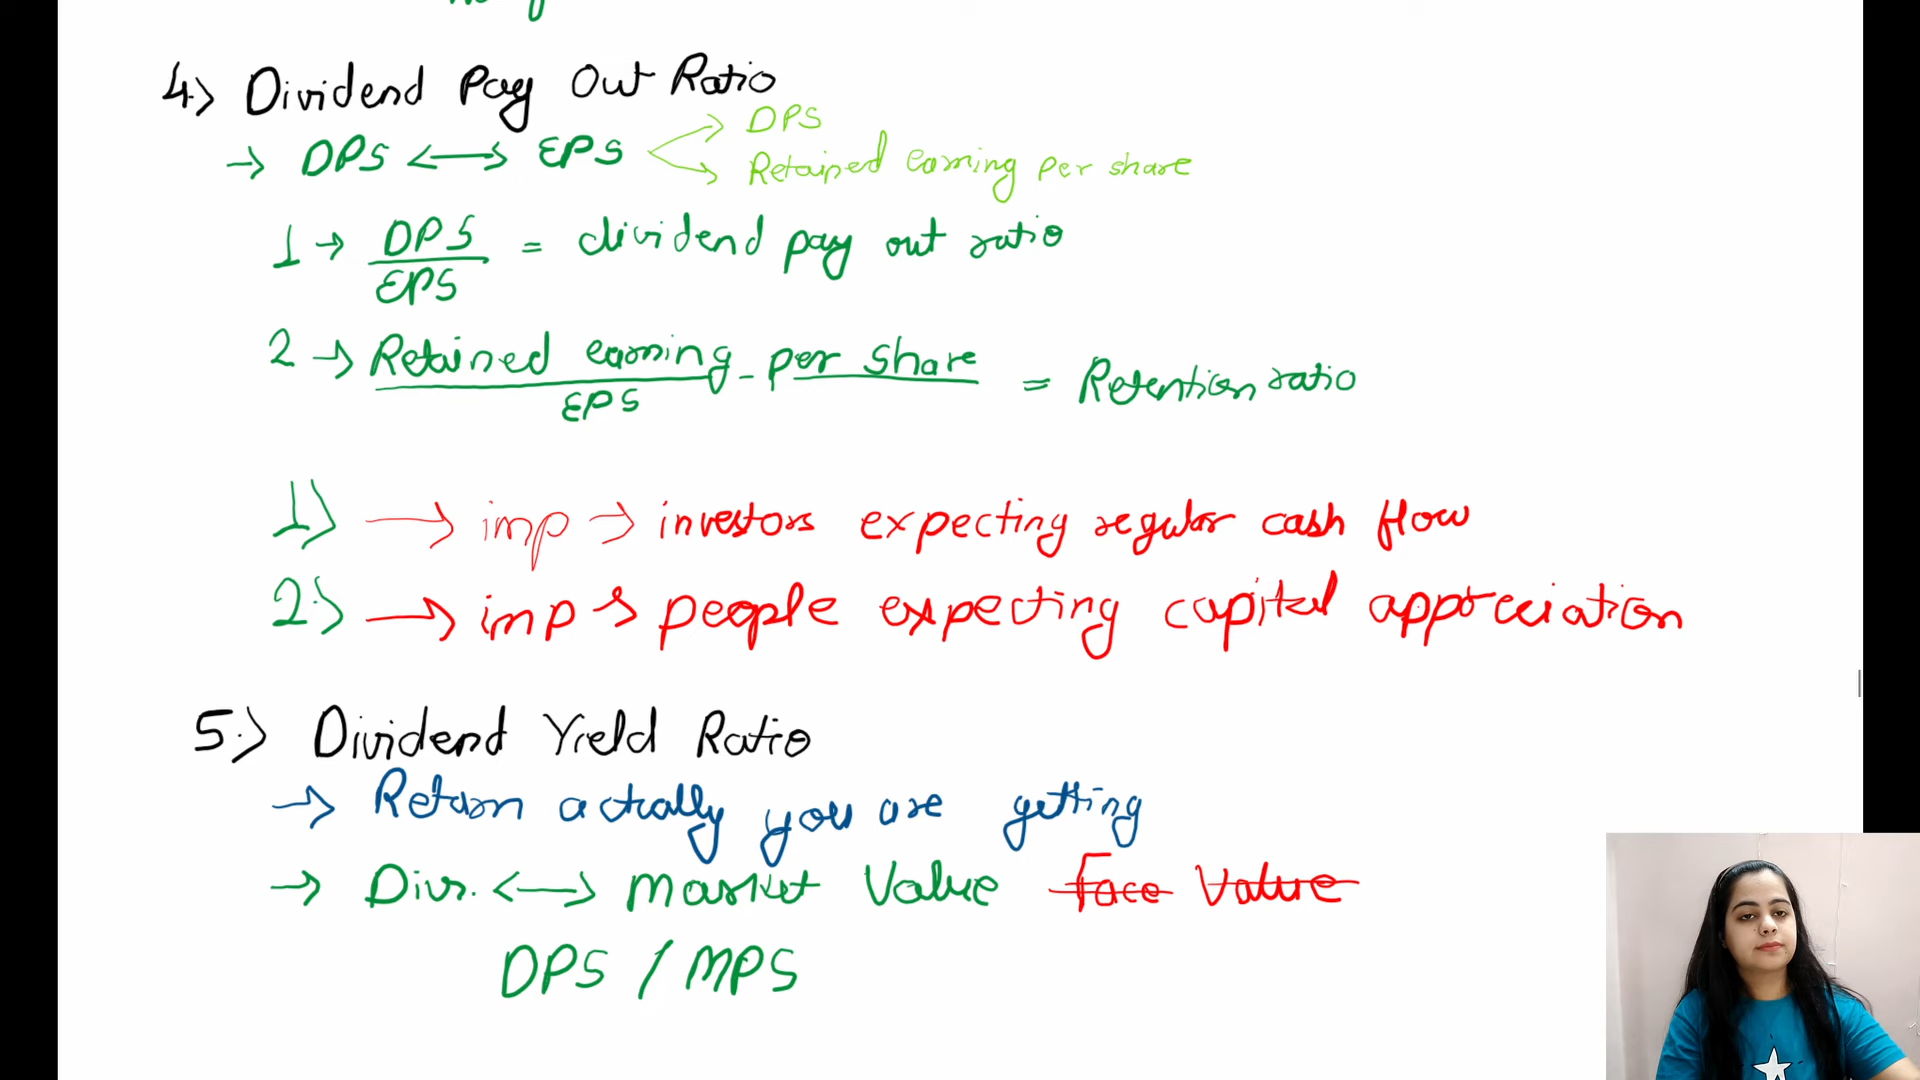 4.) Dividend Pay Out Ratio
→ DPS ↔ EPS
DPS
Retained earning per share
1 → DPS / EPS = dividend pay out ratio
2 → Retained earning per share / EPS = Retention ratio
1) → imp → investors expecting regular cash flow
2.) → imp → people expecting capital appreciation
5.) Dividend Yield Ratio
→ Return actually you are getting
→ Div. ↔ Market Value Face Value
DPS / MPS